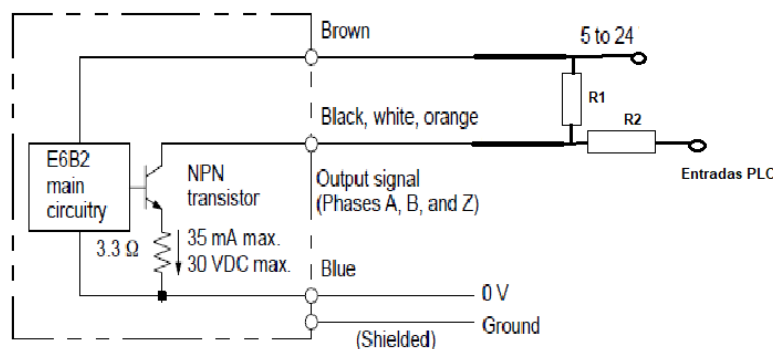 Brown
5 to 24
R1
Black, white, orange
R2
E6B2
main
circuitry
NPN
transistor
Output signal
(Phases A, B, and Z)
Entradas PLC
3.3 Ω
35 mA max.
30 VDC max.
Blue
0 V
Ground
(Shielded)